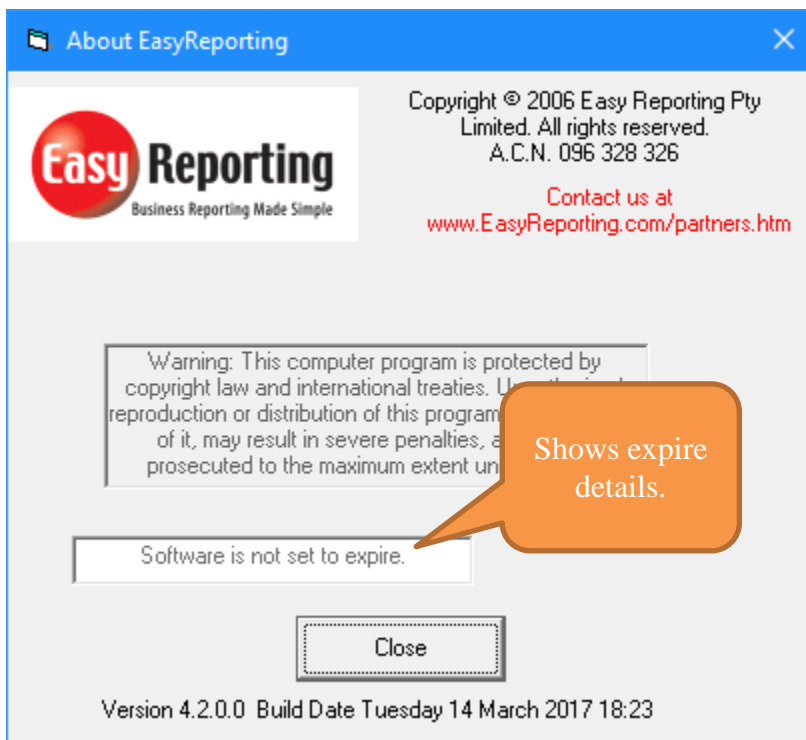 About EasyReporting
Easy Reporting
Business Reporting Made Simple
Copyright © 2006 Easy Reporting Pty
Limited. All rights reserved.
A.C.N. 096 328 326
Contact us at
www.EasyReporting.com/partners.htm
Warning: This computer program is protected by
copyright law and international treaties.
reproduction or distribution of this program
of it, may result in severe penalties,
prosecuted to the maximum extent
Shows expire
details.
Software is not set to expire.
Close
Version 4.2.0.0 Build Date Tuesday 14 March 2017 18:23